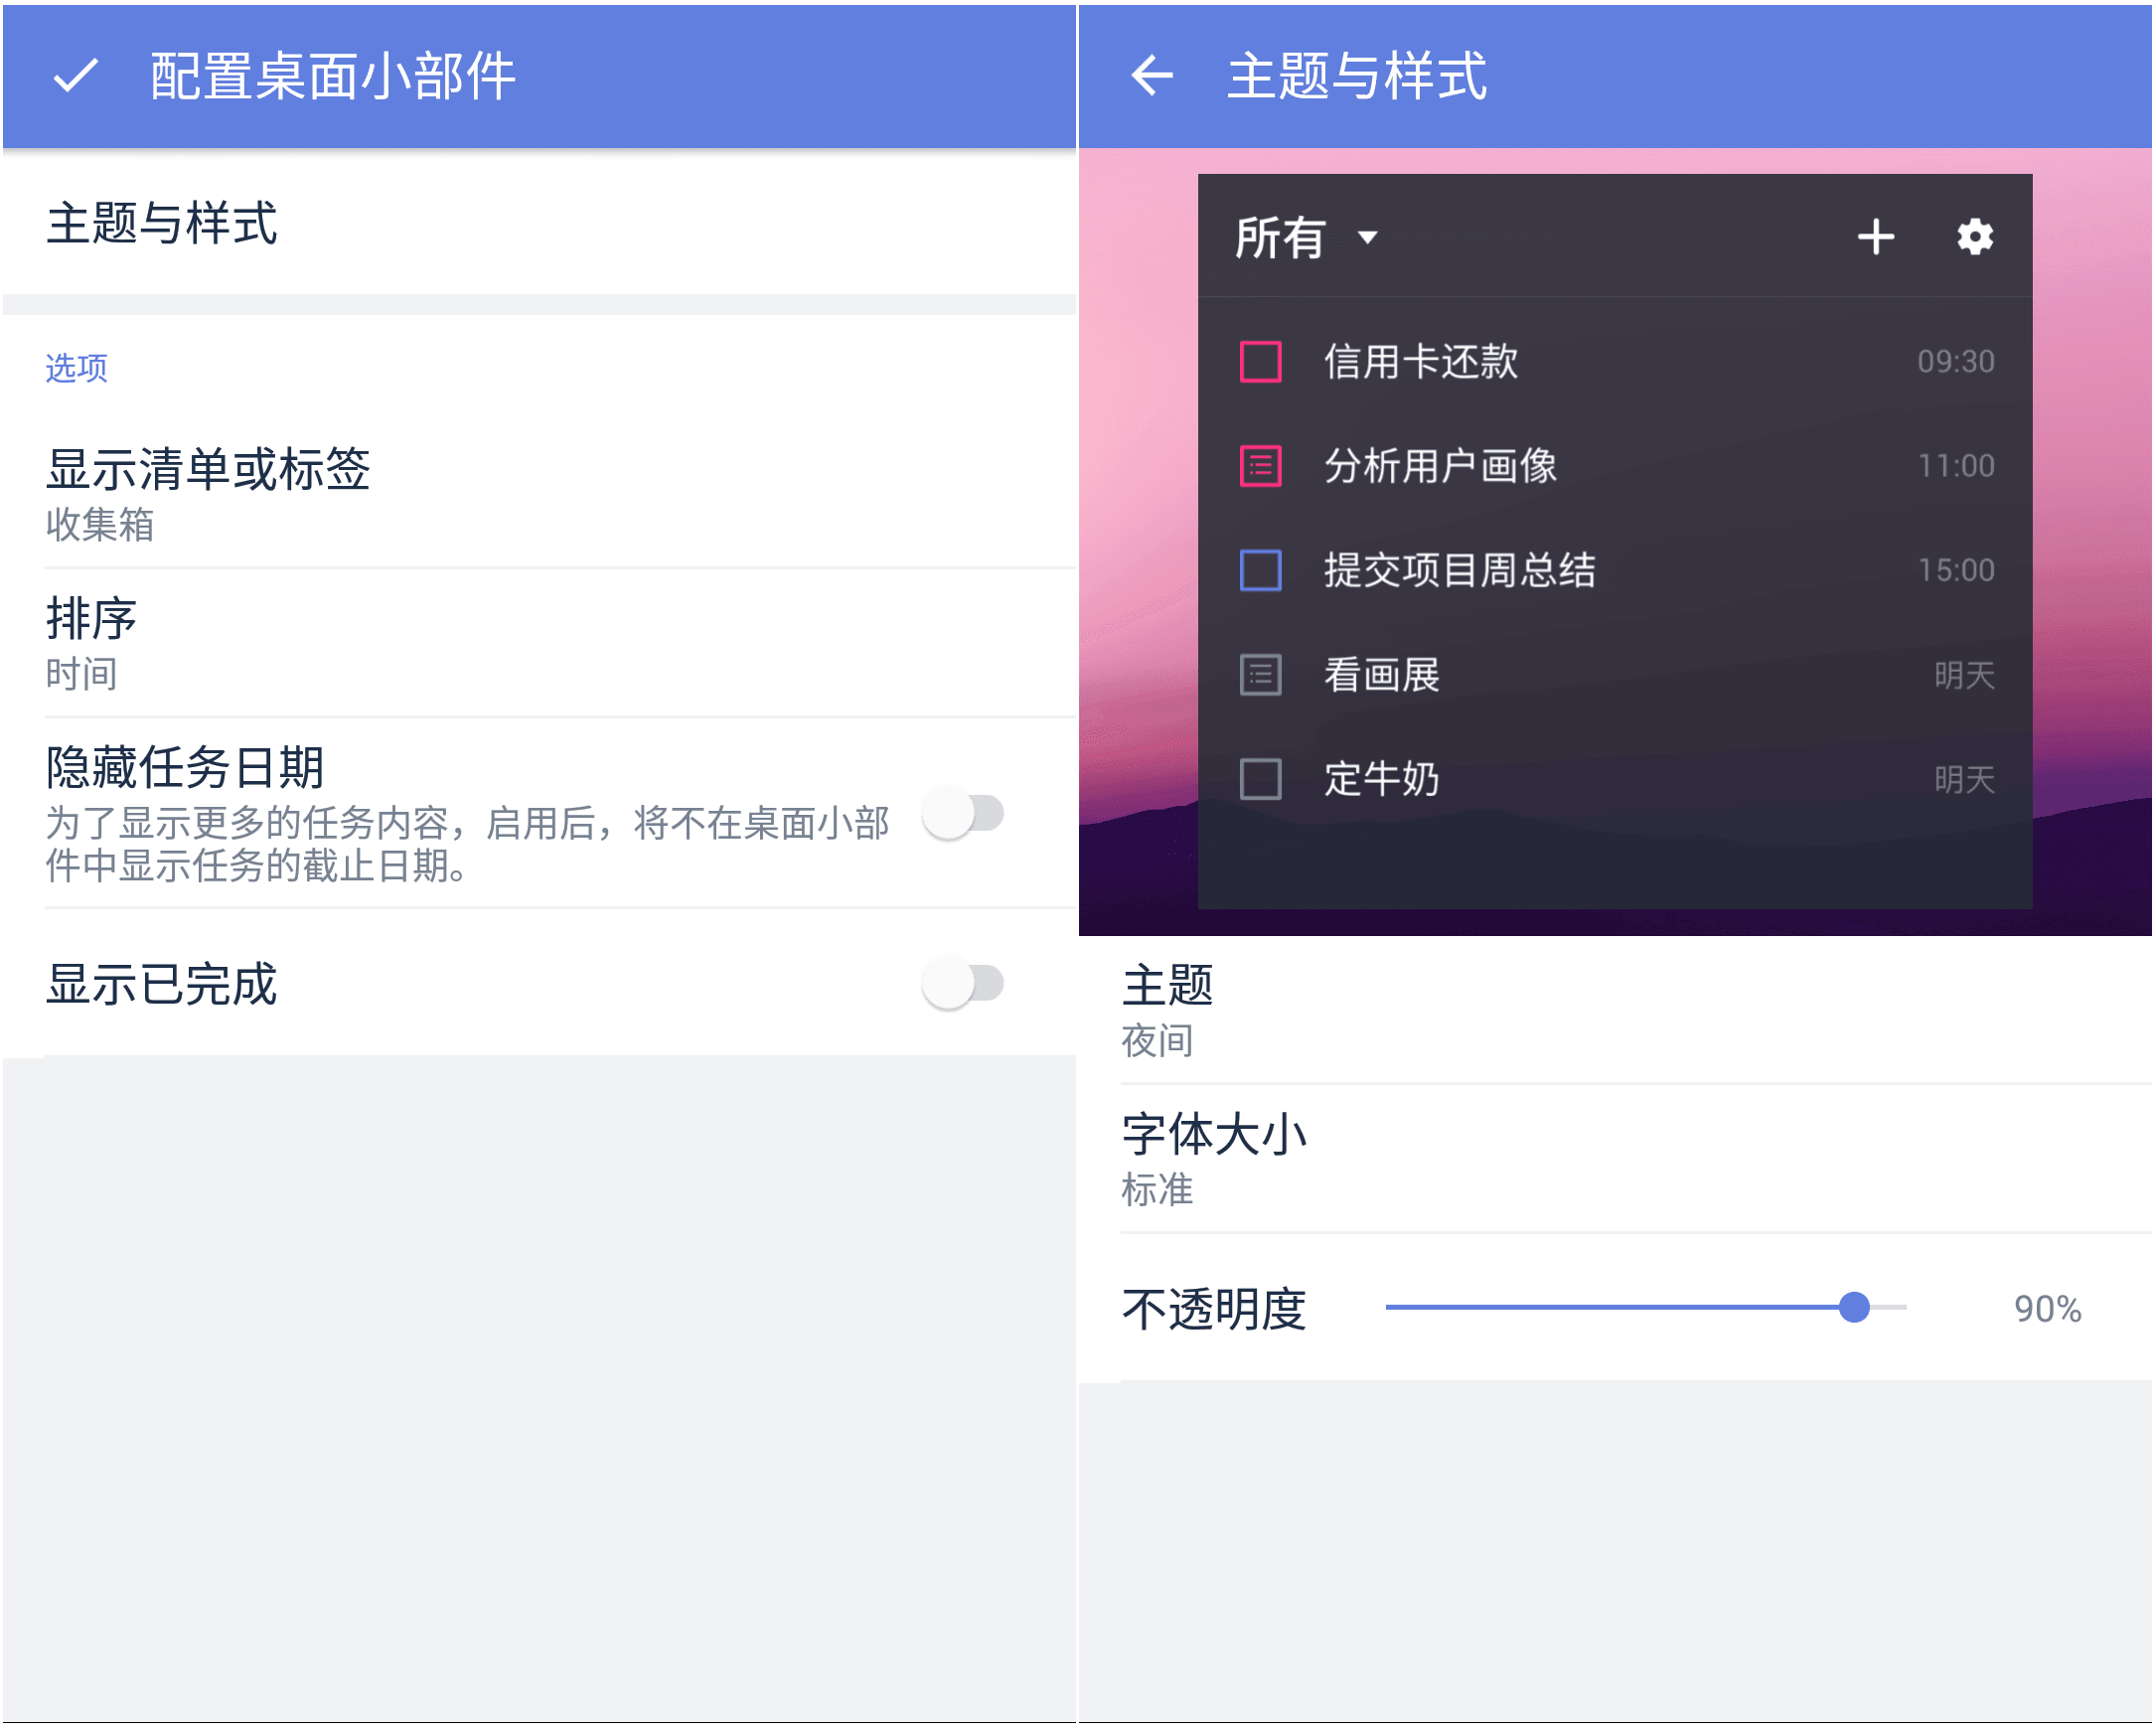 配置桌面小部件
主题与样式
选项
显示清单或标签
收集箱
排序
时间
隐藏任务日期
为了显示更多的任务内容，启用后，将不在桌面小部
件中显示任务的截止日期。
显示已完成
主题与样式
所有
信用卡还款 09:30
分析用户画像 11:00
提交项目周总结 15:00
看画展 明天
定牛奶 明天
主题
夜间
字体大小
标准
不透明度 90%